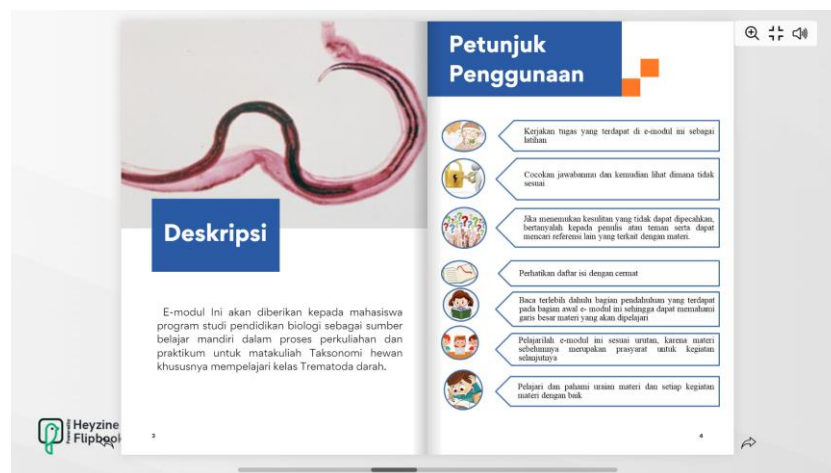 Deskripsi
E-modul Ini akan diberikan kepada mahasiswa
program studi pendidikan biologi sebagai sumber
belajar mandiri dalam proses perkuliahan dan
praktikum untuk matakuliah Taksonomi hewan
khususnya mempelajari kelas Trematoda darah.
3
Petunjuk
Penggunaan
Kerjakan tugas yang terdapat di e-modul ini sebagai
latihan
Cocokan jawabanmu dan kemudian lihat dimana tidak
sesuai
Jika menemukan kesulitan yang tidak dapat dipecahkan,
bertanyalah kepada penulis atau teman serta dapat
mencari referensi lain yang terkait dengan materi.
Perhatikan daftar isi dengan cermat
Baca terlebih dahulu bagian pendahuluan yang terdapat
pada bagian awal e- modul ini sehingga dapat memahami
garis besar materi yang akan dipelajari
Pelajarilah e-modul ini sesuai urutan, karena materi
sebelumnya merupakan prasyarat untuk kegiatan
selanjutnya
Pelajari dan pahami uraian materi dan setiap kegiatan
materi dengan baik
4
Heyzine